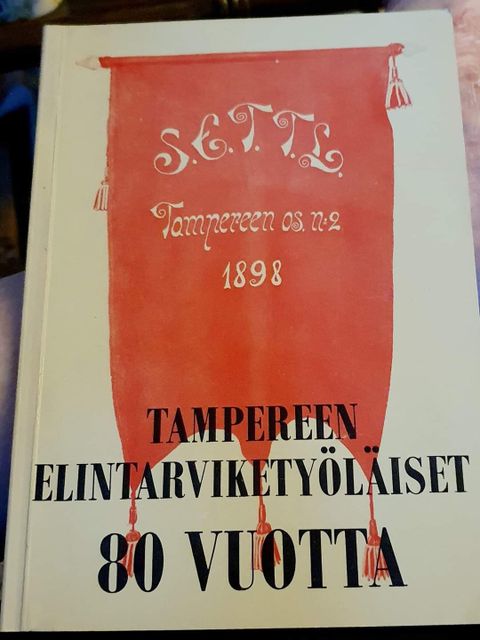 S.E.T.T.L.
Tampereen os. n:2
1898
TAMPEREEN
ELINTARVIKETYÖLÄISET
80 VUOTTA